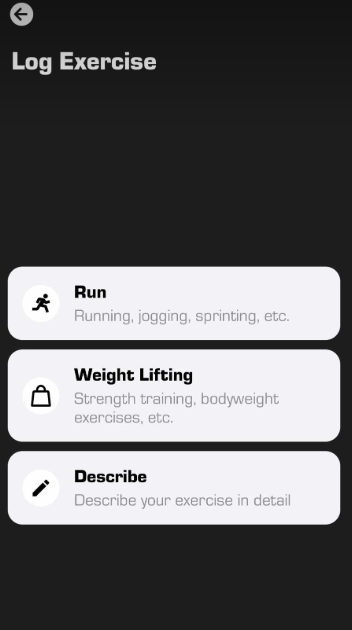 Log Exercise
Run
Running, jogging, sprinting, etc.
Weight Lifting
Strength training, bodyweight
exercises, etc.
Describe
Describe your exercise in detail